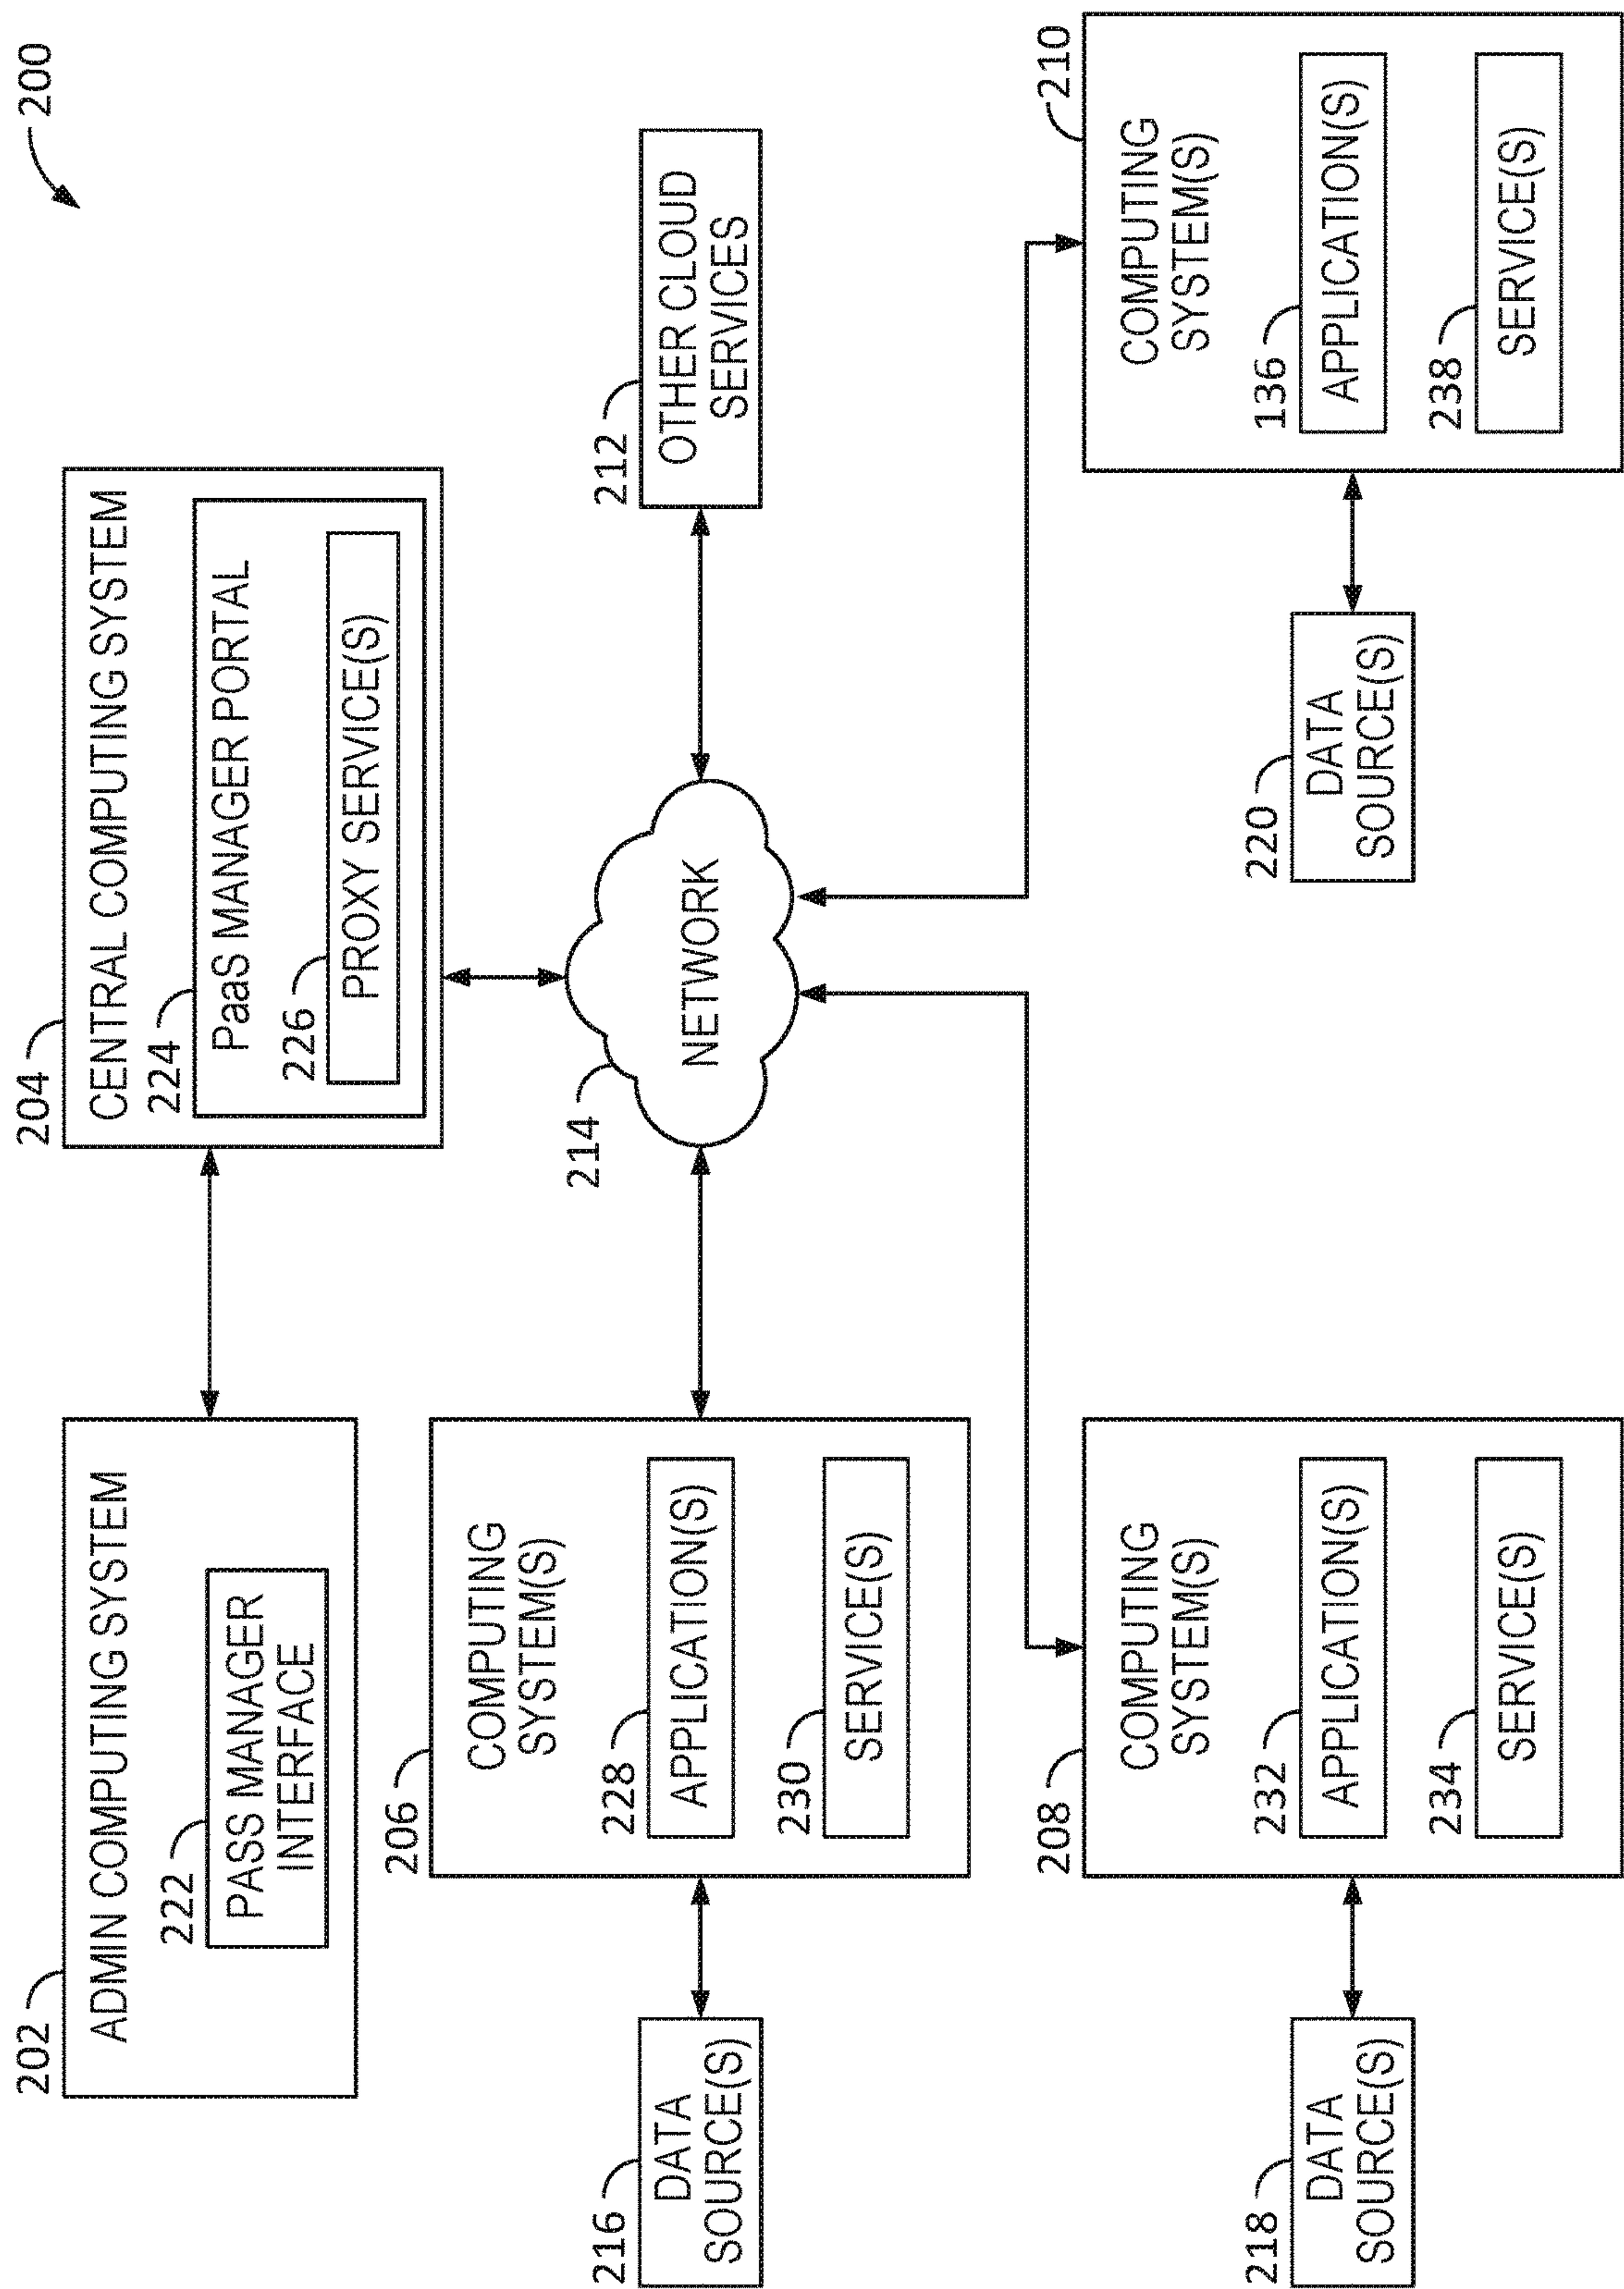 200
202
ADMIN COMPUTING SYSTEM
222
PASS MANAGER
INTERFACE
204
CENTRAL COMPUTING SYSTEM
224
PaaS MANAGER PORTAL
226
PROXY SERVICE(S)
206
COMPUTING
SYSTEM(S)
228
APPLICATION(S)
230
SERVICE(S)
216
DATA
SOURCE(S)
214
NETWORK
212
OTHER CLOUD
SERVICES
208
COMPUTING
SYSTEM(S)
232
APPLICATION(S)
234
SERVICE(S)
218
DATA
SOURCE(S)
220
DATA
SOURCE(S)
210
COMPUTING
SYSTEM(S)
136
APPLICATION(S)
238
SERVICE(S)